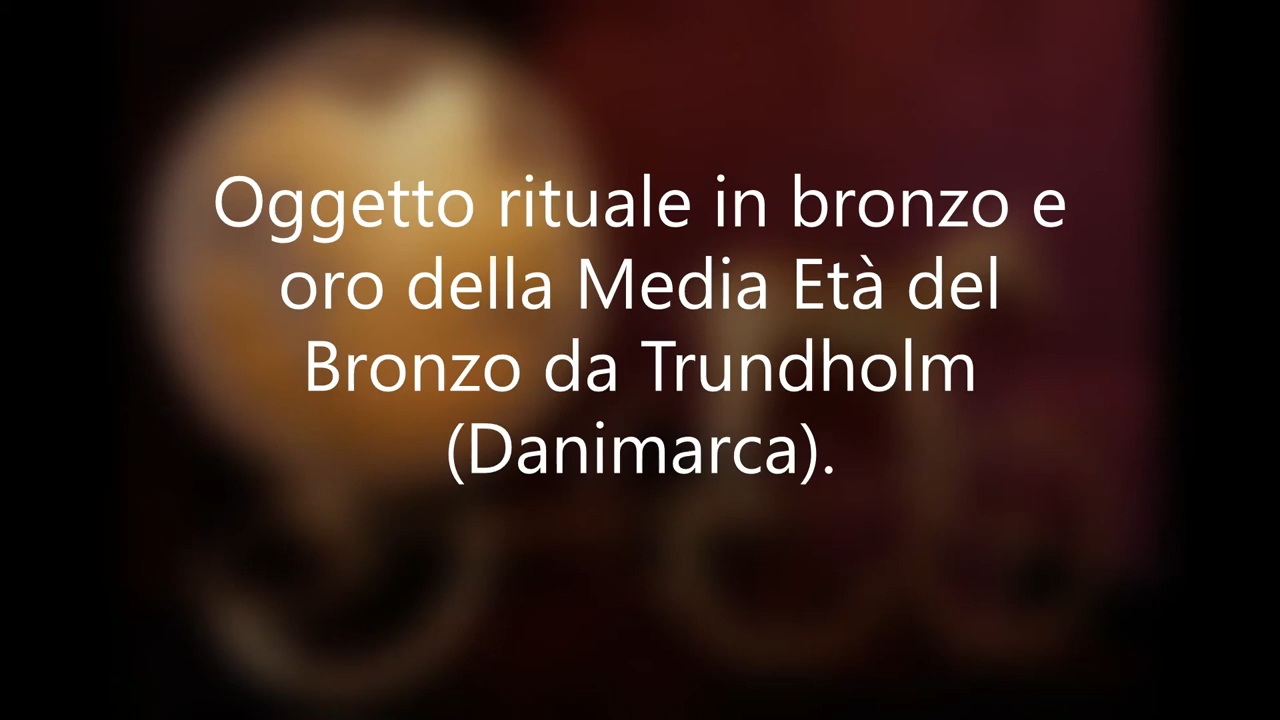 Oggetto rituale in bronzo e
oro della Media Età del
Bronzo da Trundholm
(Danimarca).